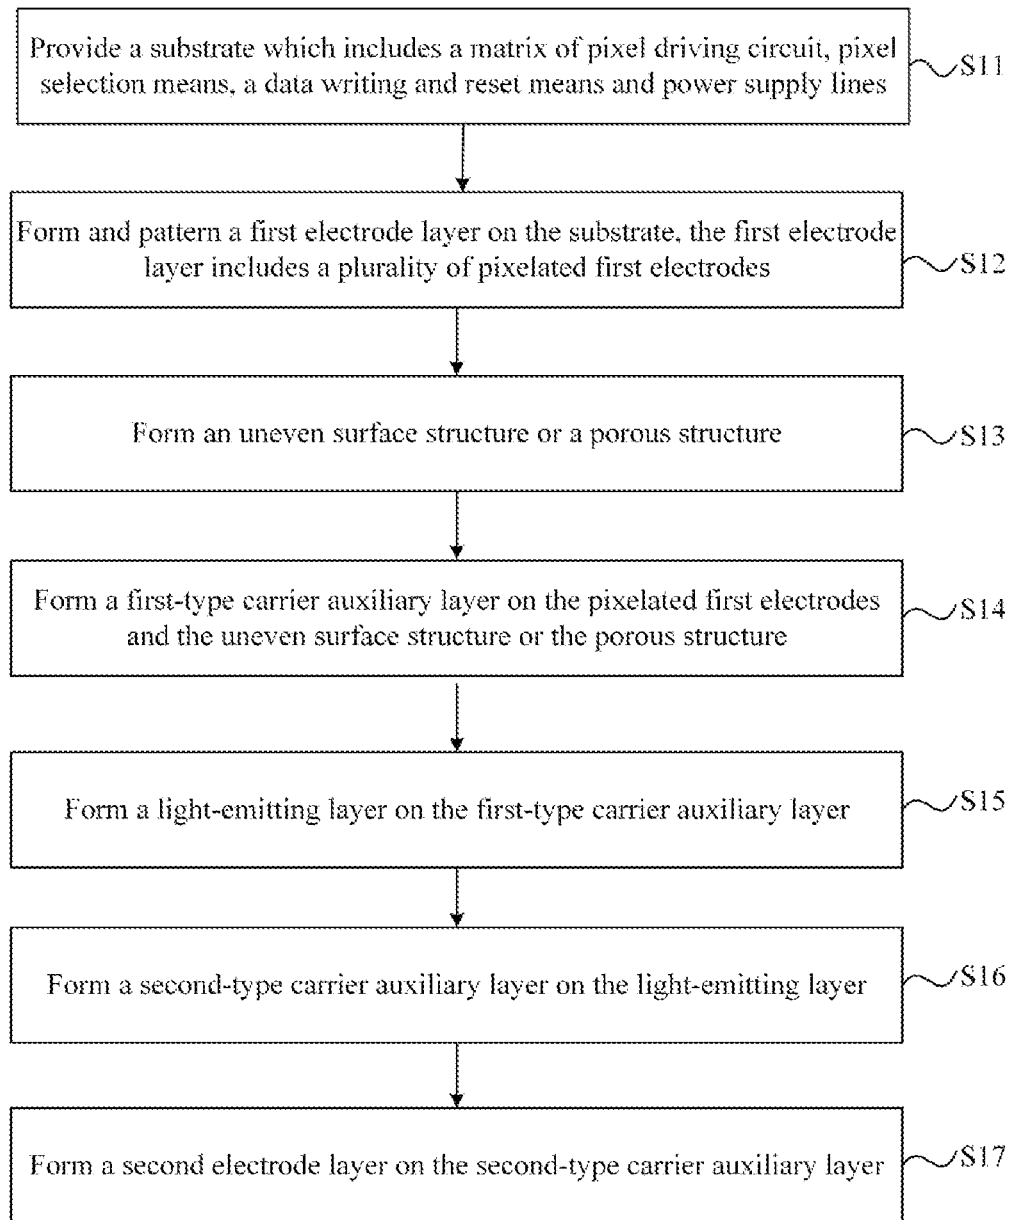 Provide a substrate which includes a matrix of pixel driving circuit, pixel
selection means, a data writing and reset means and power supply lines
S11
Form and pattern a first electrode layer on the substrate, the first electrode
layer includes a plurality of pixelated first electrodes
S12
Form an uneven surface structure or a porous structure
S13
Form a first-type carrier auxiliary layer on the pixelated first electrodes
and the uneven surface structure or the porous structure
S14
Form a light-emitting layer on the first-type carrier auxiliary layer
S15
Form a second-type carrier auxiliary layer on the light-emitting layer
S16
Form a second electrode layer on the second-type carrier auxiliary layer
S17